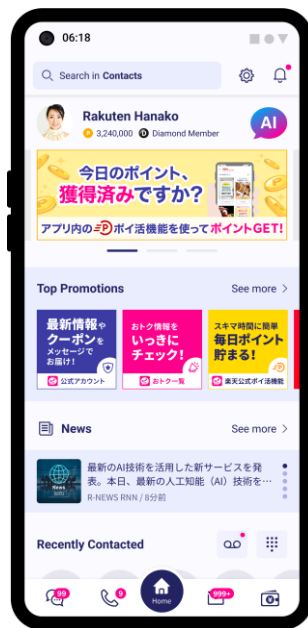 06:18
Search in Contacts
Rakuten Hanako
3,240,000 Diamond Member
AI
今日のポイント、
獲得済みですか?
アプリ内のPポイ活機能を使ってポイントGET!
Top Promotions
See more
最新情報や
クーポンを
メッセージで
お届け!
公式アカウント
おトク情報を
いっきに
チェック!
おトク一覧
スキマ時間に簡単
毎日ポイント
貯まる!
楽天公式ポイ活機能
News
See more
最新のAI技術を活用した新サービスを発
表。本日、最新の人工知能(AI)技術を…
R-NEWS RNN / 8分前
Recently Contacted
99
9
Home
999+